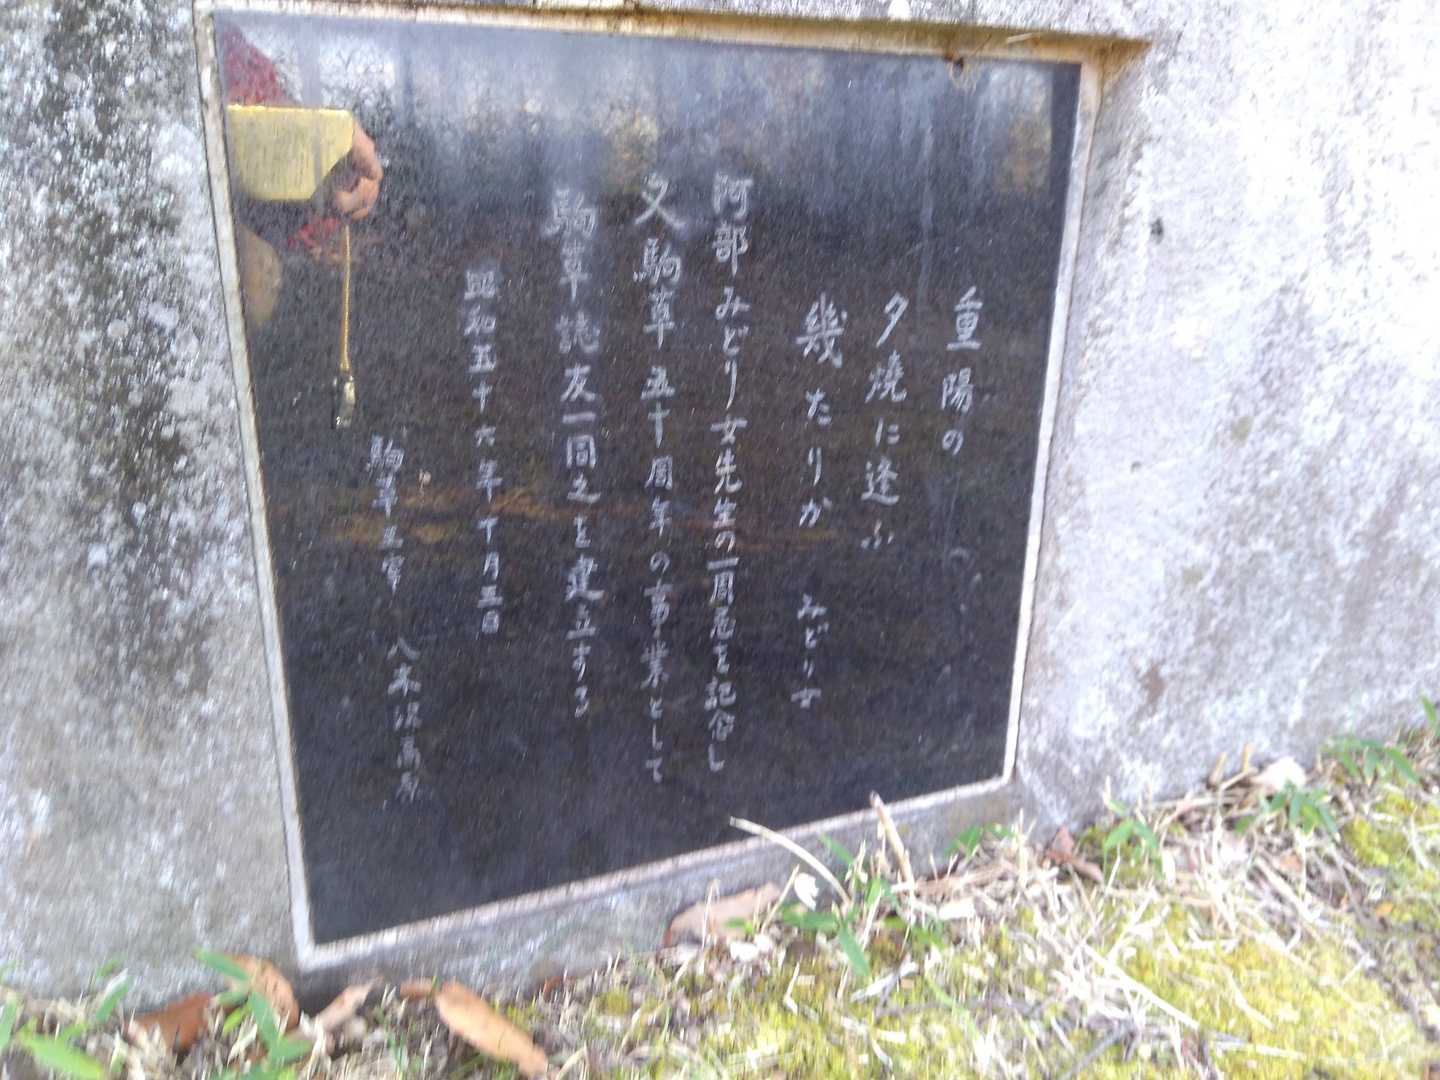 重陽の
夕焼に逢ふ
幾たりか みどり女
阿部みどり女先生の一周忌を記念し
又駒草五十周年の事業として
駒草誌友一同之を建立する
昭和五十六年十月三日
駒草主宰 八木沢高原